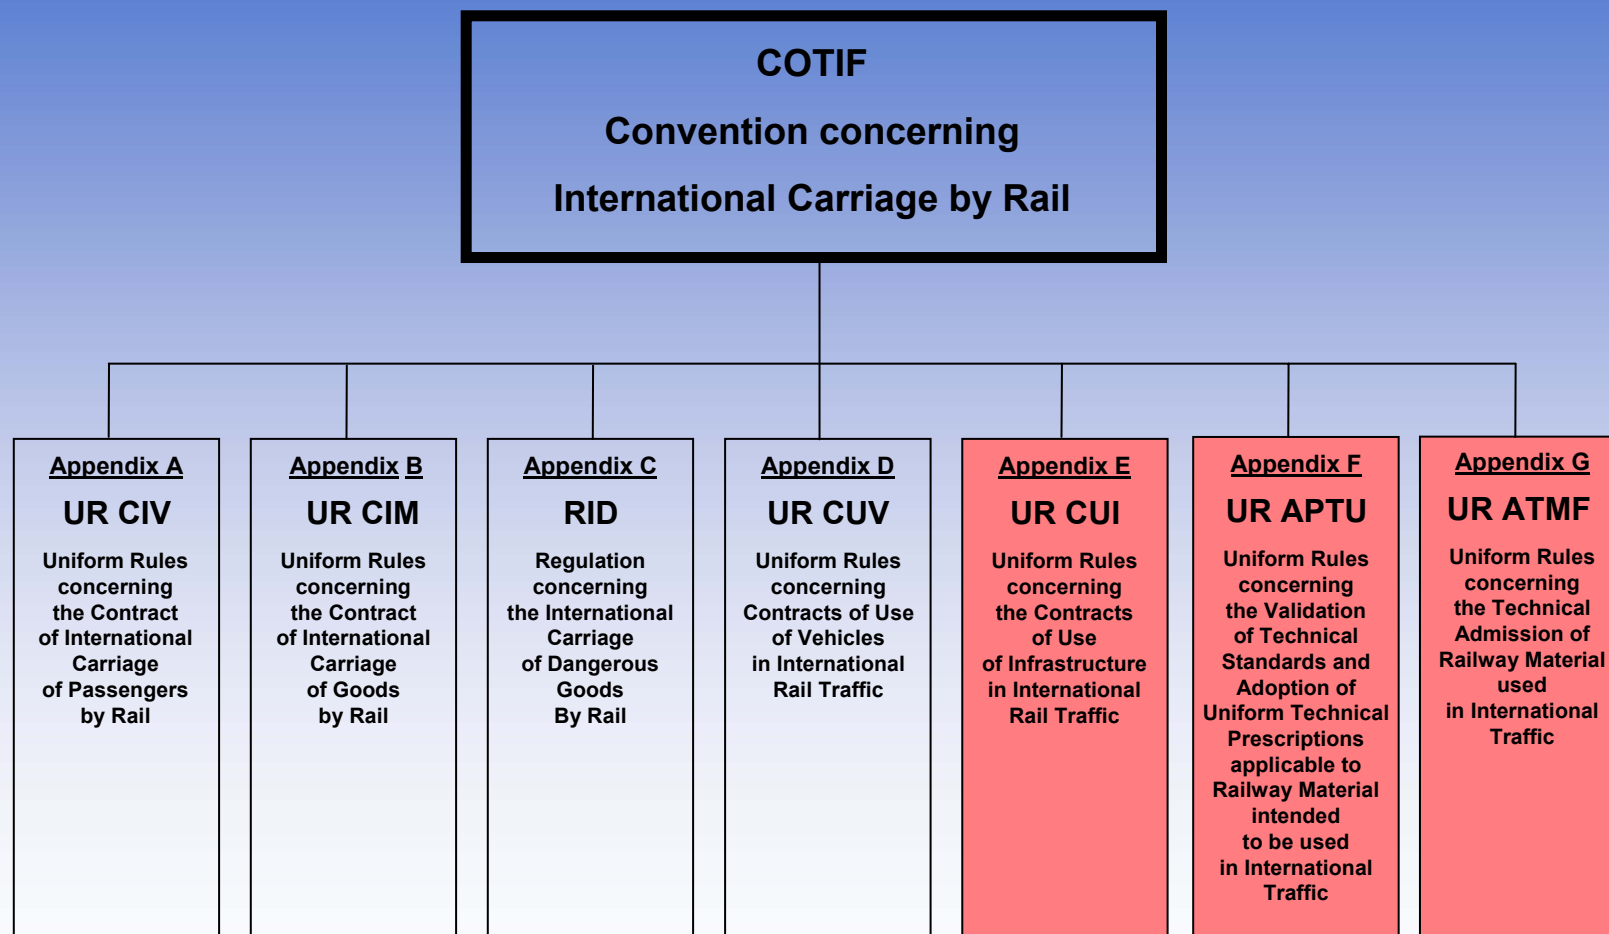 COTIF
Convention concerning
International Carriage by Rail
Appendix A
UR CIV
Uniform Rules
concerning
the Contract
of International
Carriage
of Passengers
by Rail
Appendix B
UR CIM
Uniform Rules
concerning
the Contract
of International
Carriage
of Goods
by Rail
Appendix C
RID
Regulation
concerning
the International
Carriage
of Dangerous
Goods
By Rail
Appendix D
UR CUV
Uniform Rules
concerning
Contracts of Use
of Vehicles
in International
Rail Traffic
Appendix E
UR CUI
Uniform Rules
concerning
the Contracts
of Use
of Infrastructure
in International
Rail Traffic
Appendix F
UR APTU
Uniform Rules
concerning
the Validation
of Technical
Standards and
Adoption of
Uniform Technical
Prescriptions
applicable to
Railway Material
intended
to be used
in International
Traffic
Appendix G
UR ATMF
Uniform Rules
concerning
the Technical
Admission of
Railway Material
used
in International
Traffic